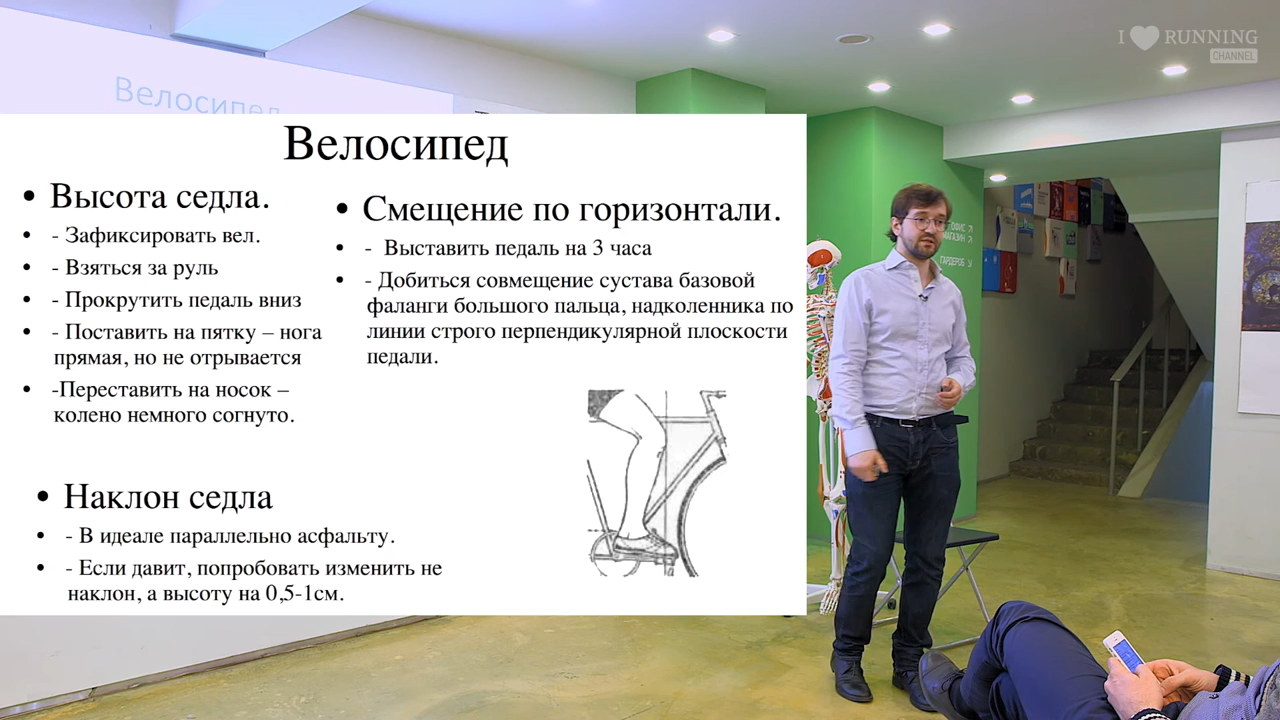 I RUNNING
CHANNEL
Велосипед
Велосипед
• Высота седла.
• - Зафиксировать вел.
• - Взяться за руль
• - Прокрутить педаль вниз
• - Поставить на пятку – нога
прямая, но не отрывается
• -Переставить на носок –
колено немного согнуто.
• Смещение по горизонтали.
• - Выставить педаль на 3 часа
• - Добиться совмещение сустава базовой
фаланги большого пальца, надколенника по
линии строго перпендикулярной плоскости
педали.
• Наклон седла
• - В идеале параллельно асфальту.
• - Если давит, попробовать изменить не
наклон, а высоту на 0,5-1см.
ОФИС
МАГАЗИН
ГАРДЕРОБ